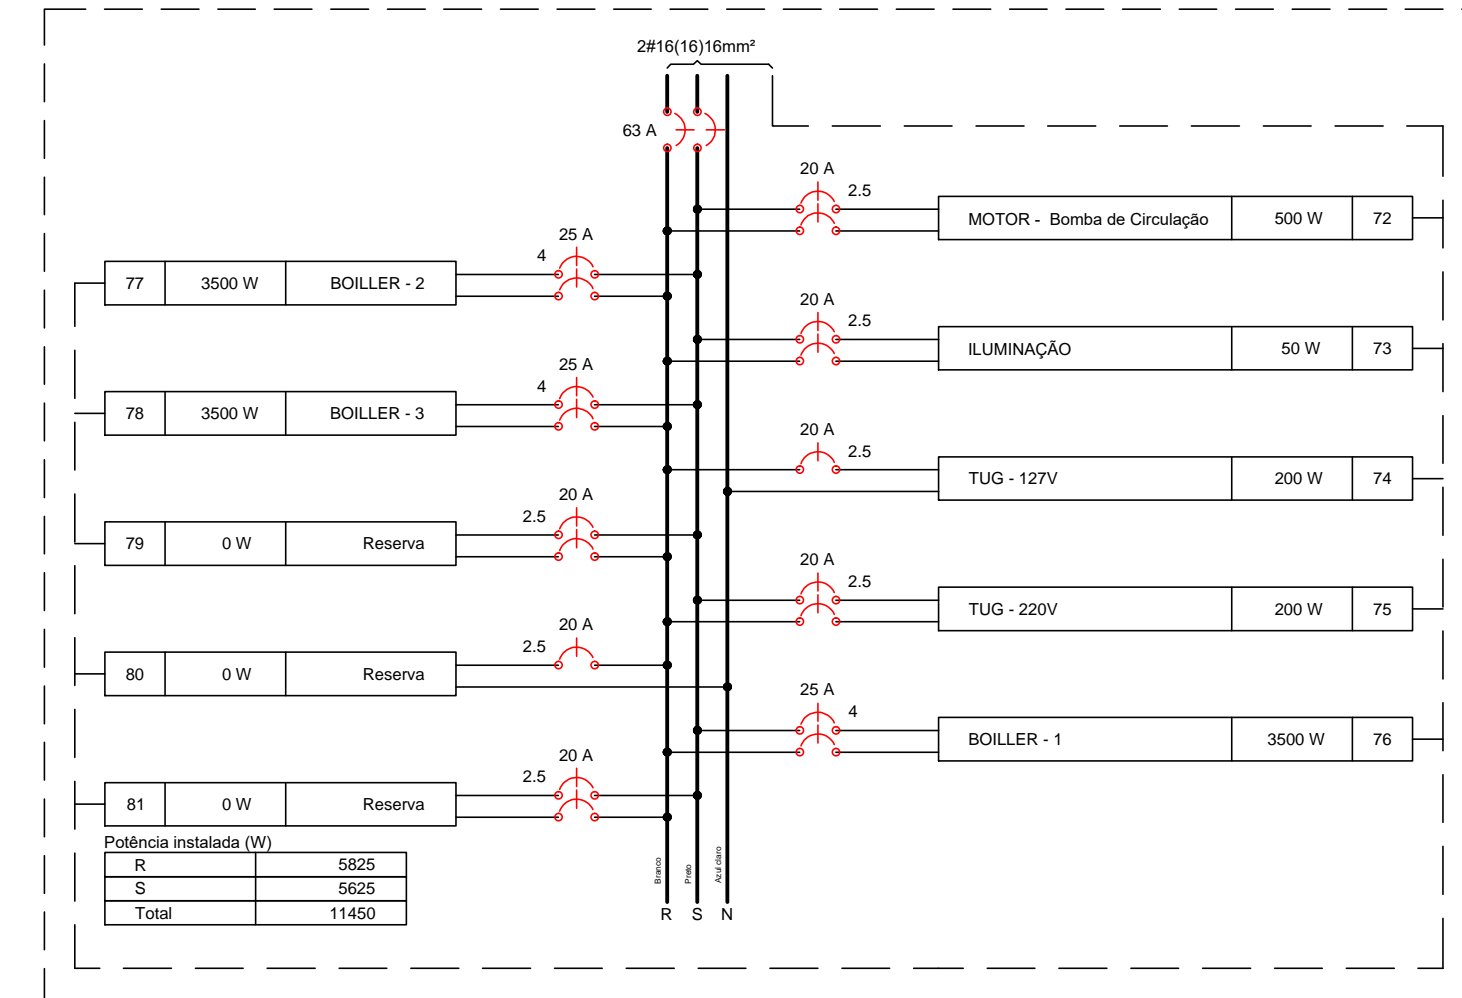 2#16(16)16mm²
63 A
20 A
2.5
MOTOR - Bomba de Circulação 500 W 72
25 A
4
77 3500 W BOILLER - 2
20 A
2.5
ILUMINAÇÃO 50 W 73
25 A
4
78 3500 W BOILLER - 3
20 A
2.5
TUG - 127V 200 W 74
20 A
2.5
79 0 W Reserva
20 A
2.5
TUG - 220V 200 W 75
20 A
2.5
80 0 W Reserva
25 A
4
BOILLER - 1 3500 W 76
20 A
2.5
81 0 W Reserva
Potência instalada (W)
R 5825
S 5625
Total 11450
Branco
Preto
Azul claro
R S N